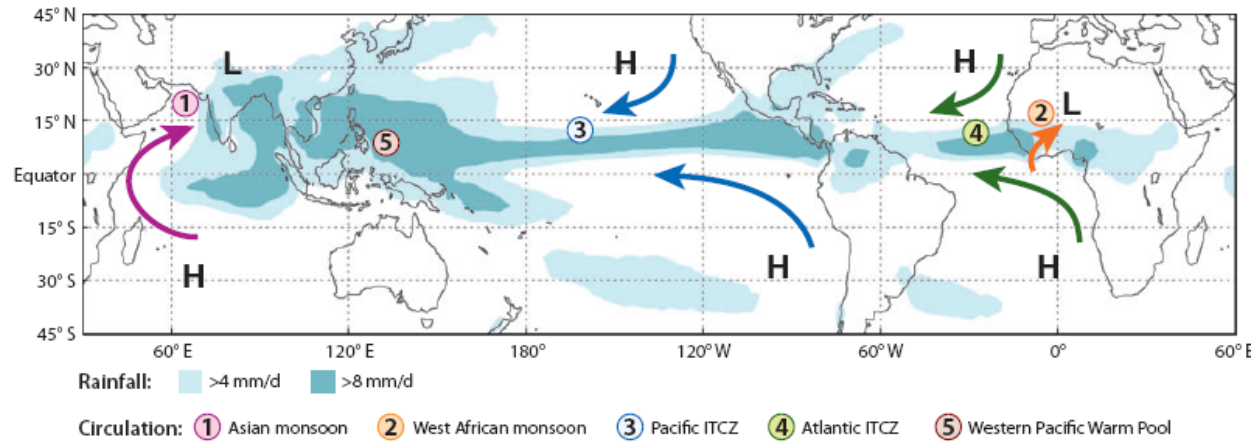 45° N
30° N
15° N
Equator
15° S
30° S
45° S
L
H
H
L
H
H
H
1
2
3
4
5
60° E
120° E
180°
120° W
60° W
0°
60° E
Rainfall: >4 mm/d >8 mm/d
Circulation: 1 Asian monsoon 2 West African monsoon 3 Pacific ITCZ 4 Atlantic ITCZ 5 Western Pacific Warm Pool